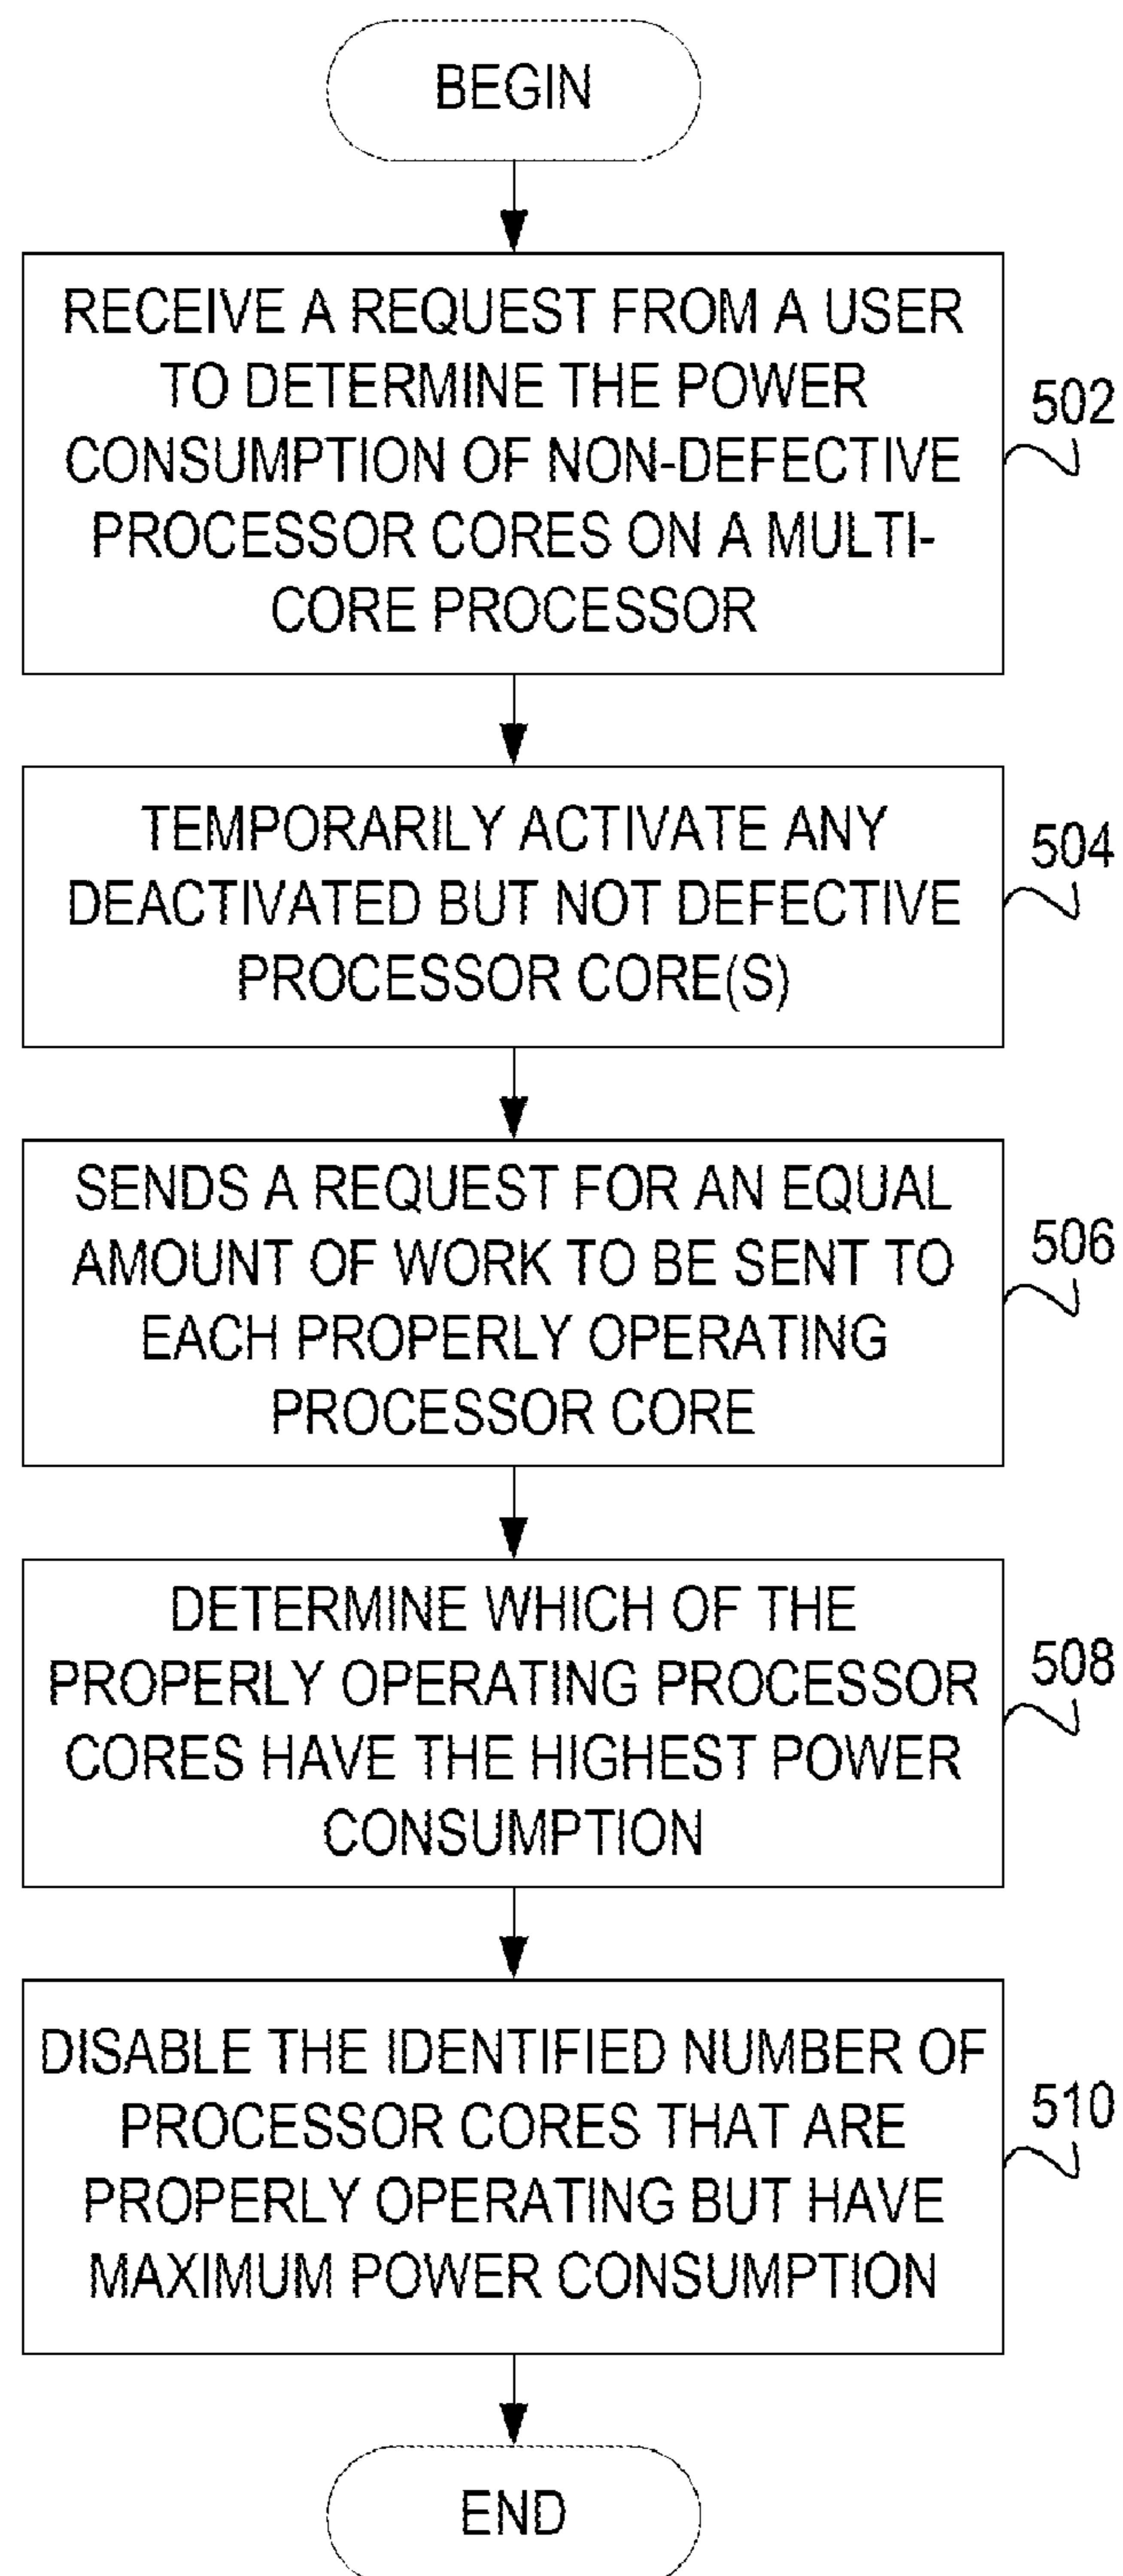 BEGIN
RECEIVE A REQUEST FROM A USER
TO DETERMINE THE POWER
CONSUMPTION OF NON-DEFECTIVE
PROCESSOR CORES ON A MULTI-
CORE PROCESSOR
502
TEMPORARILY ACTIVATE ANY
DEACTIVATED BUT NOT DEFECTIVE
PROCESSOR CORE(S)
504
SENDS A REQUEST FOR AN EQUAL
AMOUNT OF WORK TO BE SENT TO
EACH PROPERLY OPERATING
PROCESSOR CORE
506
DETERMINE WHICH OF THE
PROPERLY OPERATING PROCESSOR
CORES HAVE THE HIGHEST POWER
CONSUMPTION
508
DISABLE THE IDENTIFIED NUMBER OF
PROCESSOR CORES THAT ARE
PROPERLY OPERATING BUT HAVE
MAXIMUM POWER CONSUMPTION
510
END